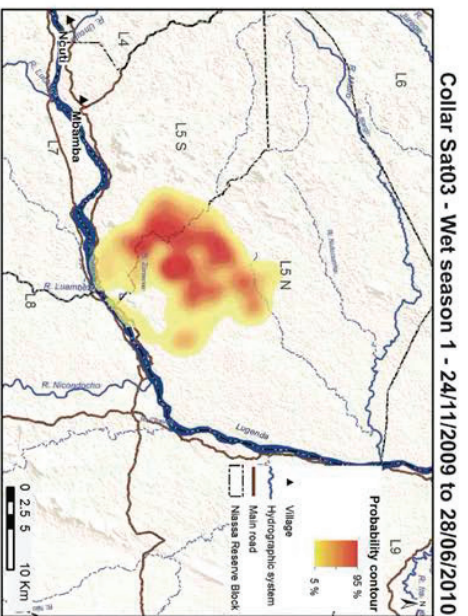 Collar Sat03 - Wet season 1 - 24/11/2009 to 28/06/2010
L6
L9
L4
L5 S
L5 N
L7
L8
Ncuti
Mbamba
R. Luambeze
R. Nicondocho
Lugenda
Probability contour
95 %
5 %
Village
Hydrographic system
Main road
Niassa Reserve Block
0 2.5 5 10 Km